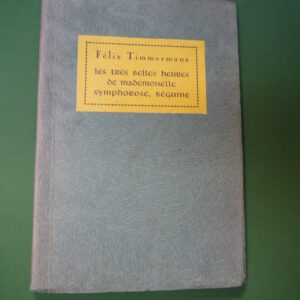 Félix Timmermans
les très belles heures
de mademoiselle
symphorose, béguine